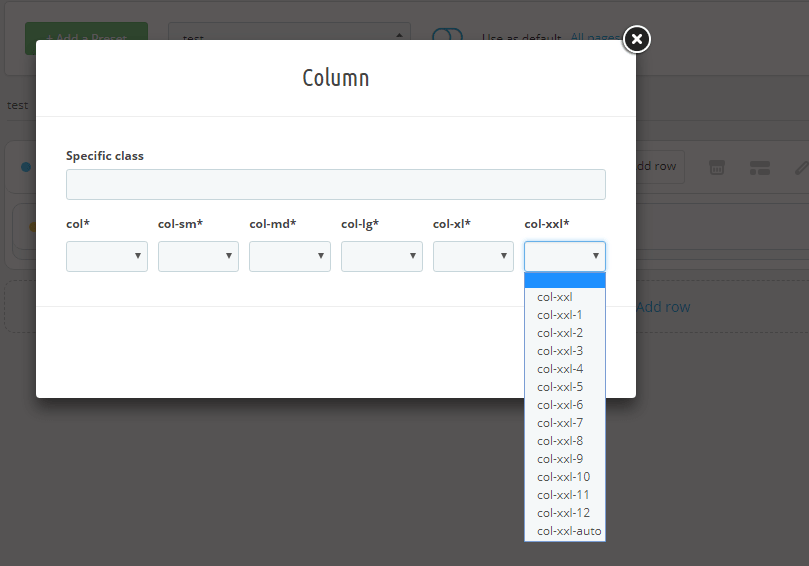 + Add a Preset test Use as default All pages
Column
test
Specific class
dd row
col* col-sm* col-md* col-lg* col-xl* col-xxl*
col-xxl
Add row
col-xxl-1
col-xxl-2
col-xxl-3
col-xxl-4
col-xxl-5
col-xxl-6
col-xxl-7
col-xxl-8
col-xxl-9
col-xxl-10
col-xxl-11
col-xxl-12
col-xxl-auto